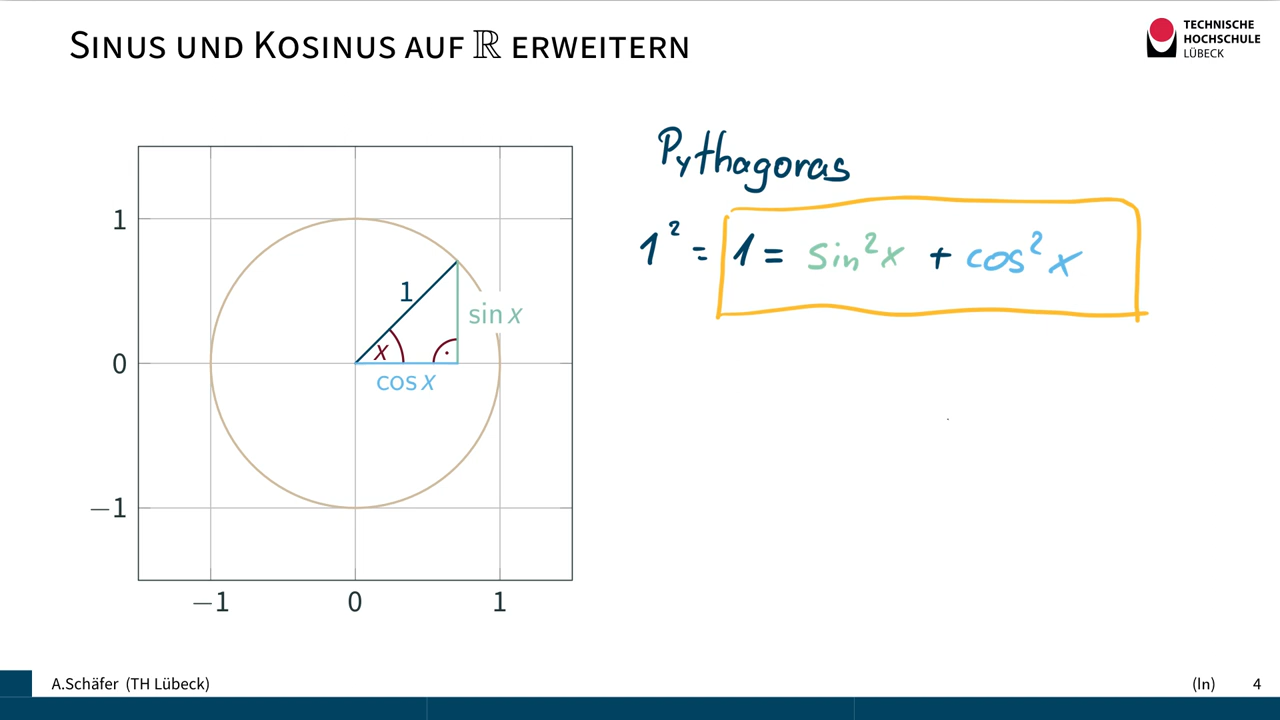 Sinus und Kosinus auf ℝ erweitern
TECHNISCHE
HOCHSCHULE
LÜBECK
Pythagoras
1² = 1 = sin²x + cos²x
1
0
−1
1
sin x
x
cos x
−1 0 1
A.Schäfer (TH Lübeck) (ln) 4